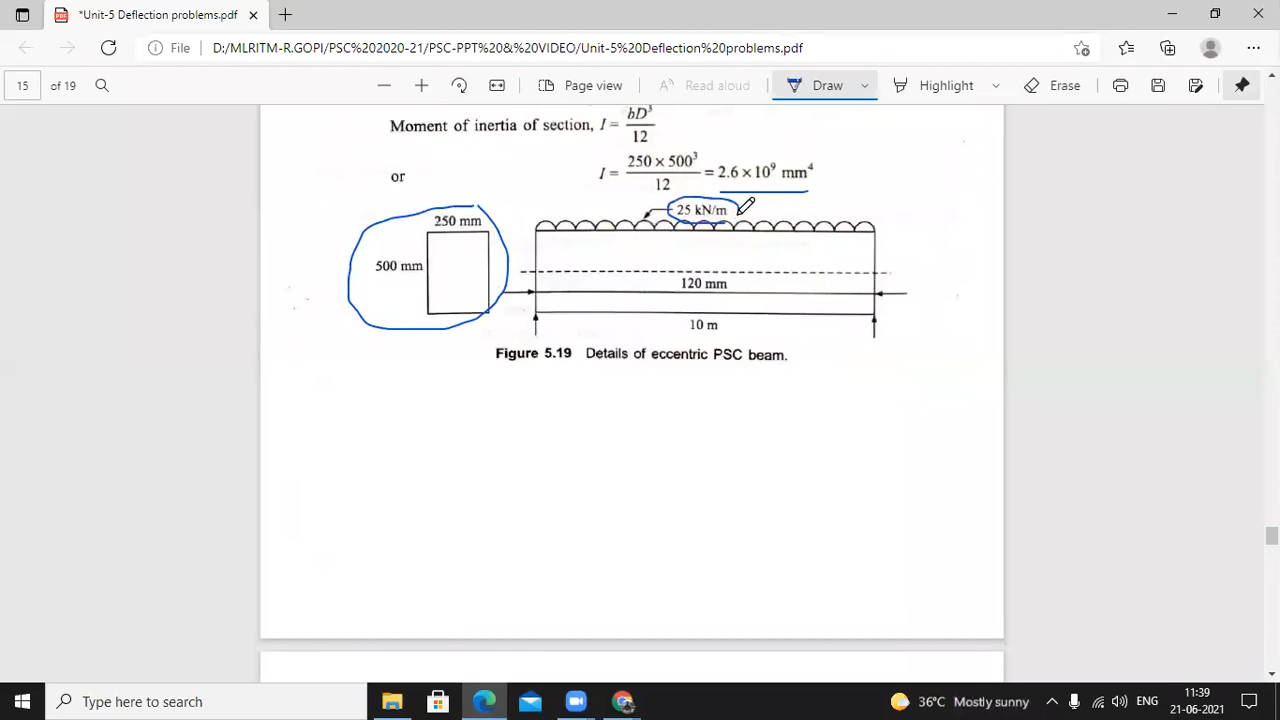 *Unit-5 Deflection problems.pdf
File D:/MLRITM-R.GOPI/PSC%202020-21/PSC-PPT%20&%20VIDEO/Unit-5%20Deflection%20problems.pdf
15 of 19 Page view Read aloud Draw Highlight Erase
Moment of inertia of section, I = bD³/12
or I = 250 × 500³/12 = 2.6 × 10⁹ mm⁴
25 kN/m
250 mm
500 mm
120 mm
10 m
Figure 5.19 Details of eccentric PSC beam.
Type here to search
36°C Mostly sunny
ENG
11:39
21-06-2021